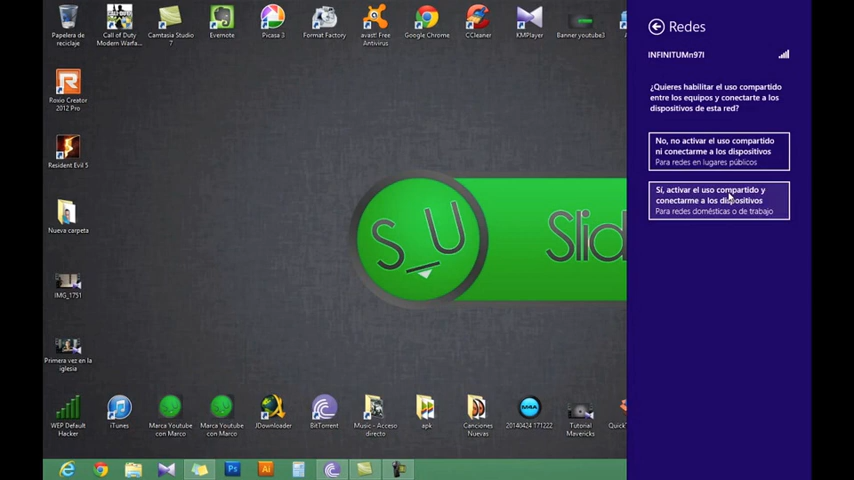 Papelera de
reciclaje
Call of Duty
Modern Warfa...
Camtasia Studio
7
Evernote
Picasa 3
Format Factory
avast! Free
Antivirus
Google Chrome
CCleaner
KMPlayer
Banner youtube3
Roxio Creator
2012 Pro
Resident Evil 5
Nueva carpeta
IMG_1751
Primera vez en la
iglesia
WEP Default
Hacker
iTunes
Marca Youtube
con Marco
Marca Youtube
con Marco
JDownloader
BitTorrent
Music - Acceso
directo
apk
Canciones
Nuevas
M4A
20140424 171222
Tutorial
Mavericks
S_U
Slid
Ps
Ai
Redes
INFINITUMn97l
¿Quieres habilitar el uso compartido
entre los equipos y conectarte a los
dispositivos de esta red?
No, no activar el uso compartido
ni conectarme a los dispositivos
Para redes en lugares públicos
Sí, activar el uso compartido y
conectarme a los dispositivos
Para redes domésticas o de trabajo